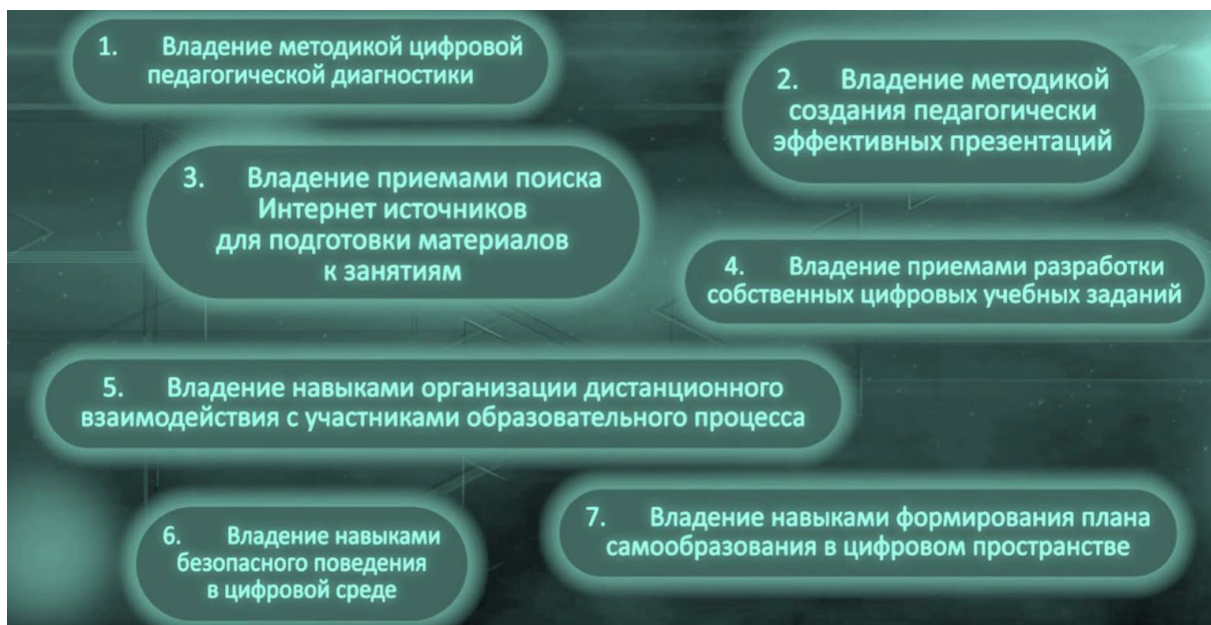 1. Владение методикой цифровой
педагогической диагностики
2. Владение методикой
создания педагогически
эффективных презентаций
3. Владение приемами поиска
Интернет источников
для подготовки материалов
к занятиям
4. Владение приемами разработки
собственных цифровых учебных заданий
5. Владение навыками организации дистанционного
взаимодействия с участниками образовательного процесса
6. Владение навыками
безопасного поведения
в цифровой среде
7. Владение навыками формирования плана
самообразования в цифровом пространстве